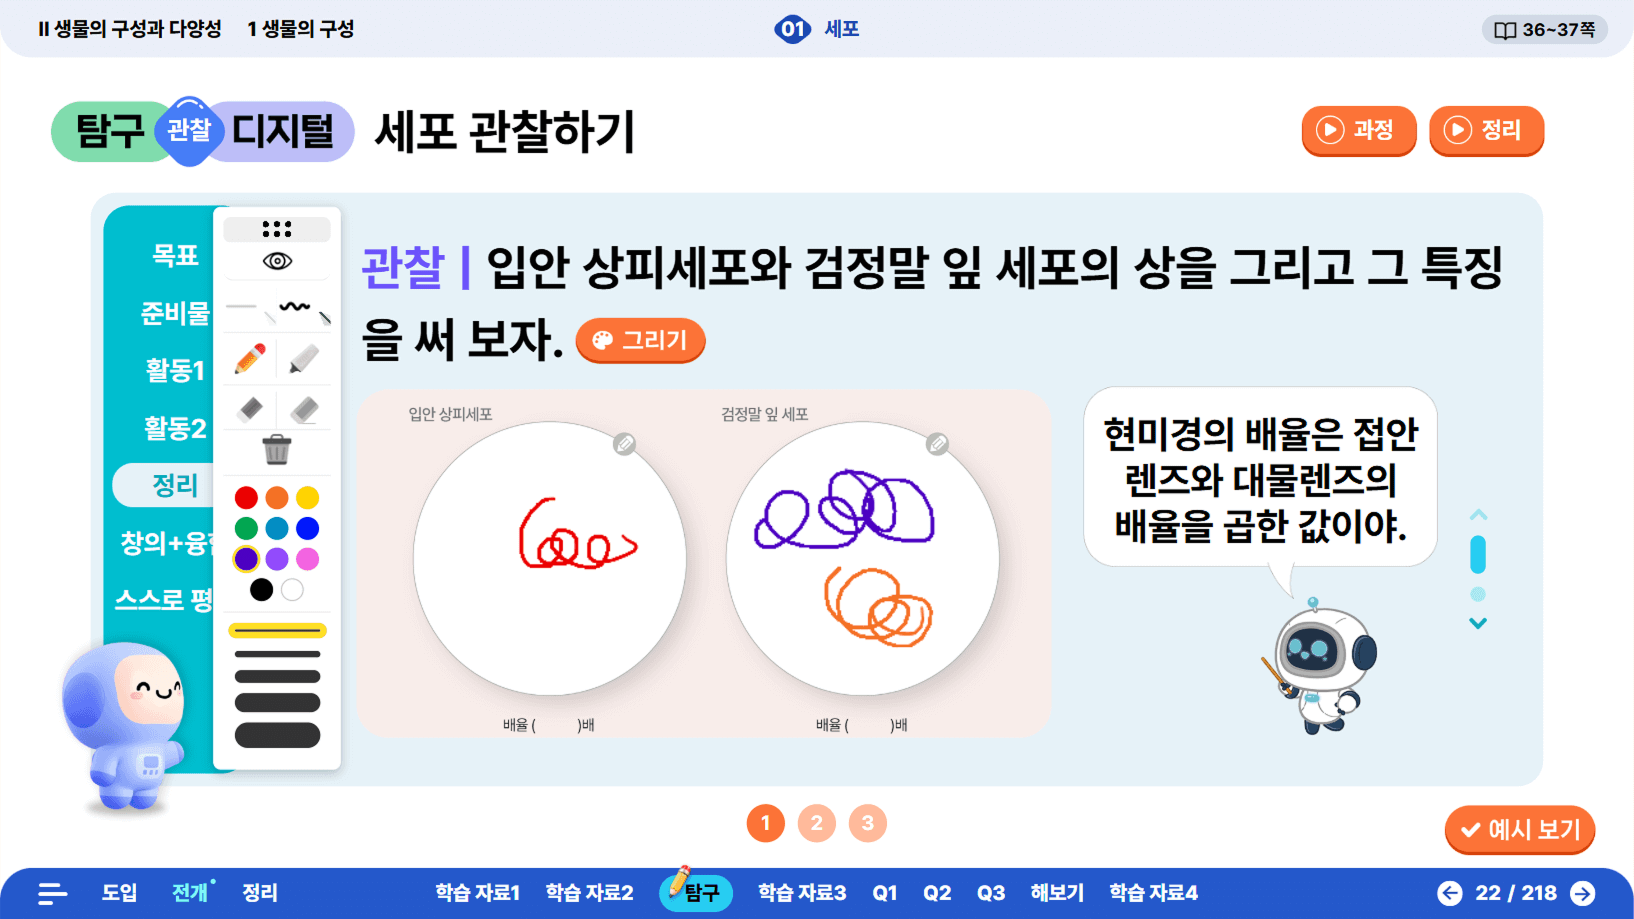 II 생물의 구성과 다양성 1 생물의 구성
01 세포
36~37쪽
탐구 관찰 디지털 세포 관찰하기
과정
정리
목표
준비물
활동1
활동2
정리
창의+융합
스스로 평
관찰 | 입안 상피세포와 검정말 잎 세포의 상을 그리고 그 특징
을 써 보자. 그리기
입안 상피세포
검정말 잎 세포
배율 ( )배
배율 ( )배
현미경의 배율은 접안
렌즈와 대물렌즈의
배율을 곱한 값이야.
1 2 3
예시 보기
도입 전개 정리 학습 자료1 학습 자료2 탐구 학습 자료3 Q1 Q2 Q3 해보기 학습 자료4 22 / 218